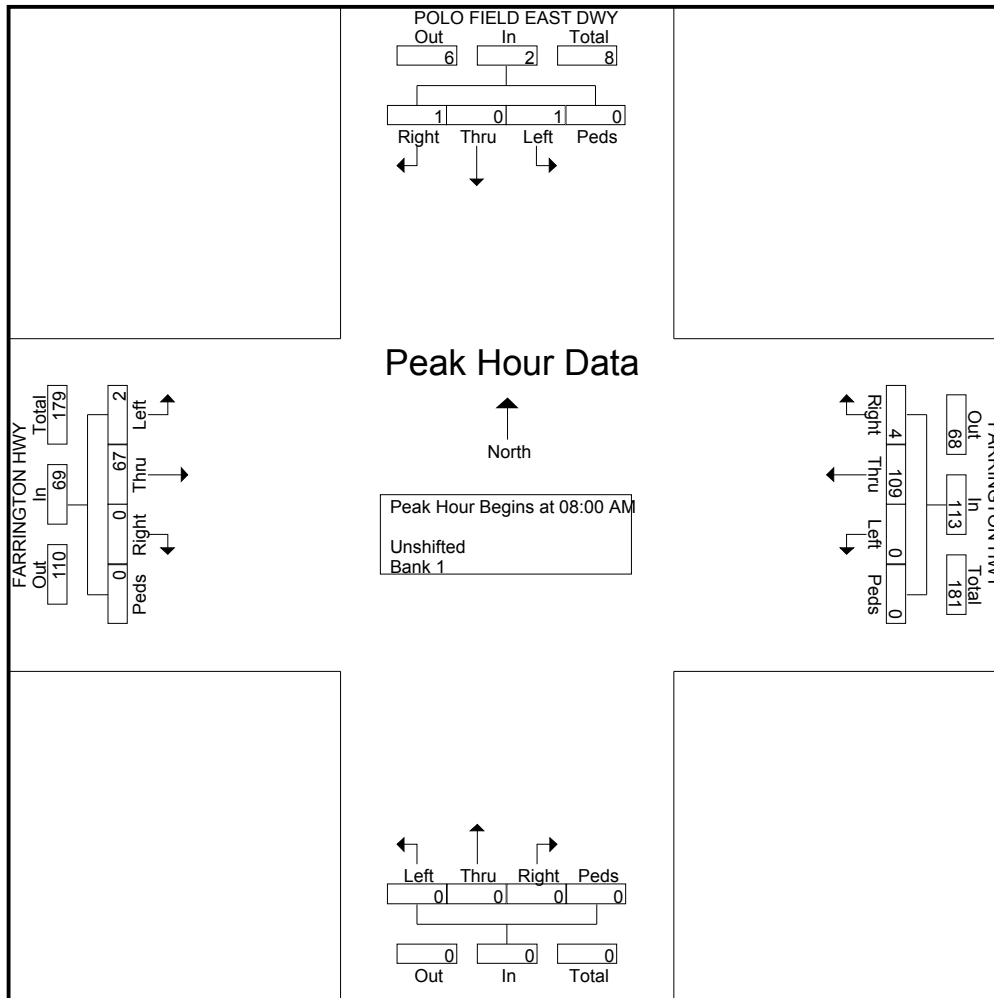 POLO FIELD EAST DWY
Out In Total
6 2 8
1 0 1 0
Right Thru Left Peds
Peak Hour Data
North
Peak Hour Begins at 08:00 AM
Unshifted
Bank 1
FARRINGTON HWY
Out In Total
110 69 179
2 67 0 0
Left Thru Right Peds
FARRINGTON HWY
Out In Total
68 113 181
4 109 0 0
Right Thru Left Peds
Left Thru Right Peds
0 0 0 0
0 0 0
Out In Total